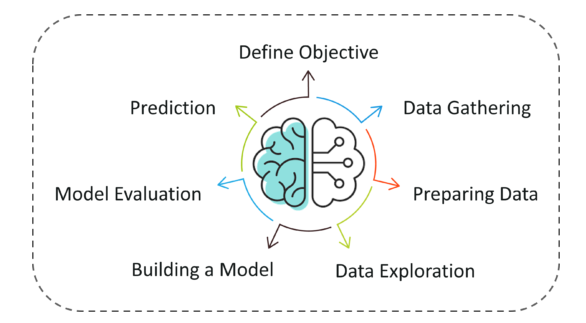 Define Objective
Prediction
Data Gathering
Model Evaluation
Preparing Data
Building a Model
Data Exploration